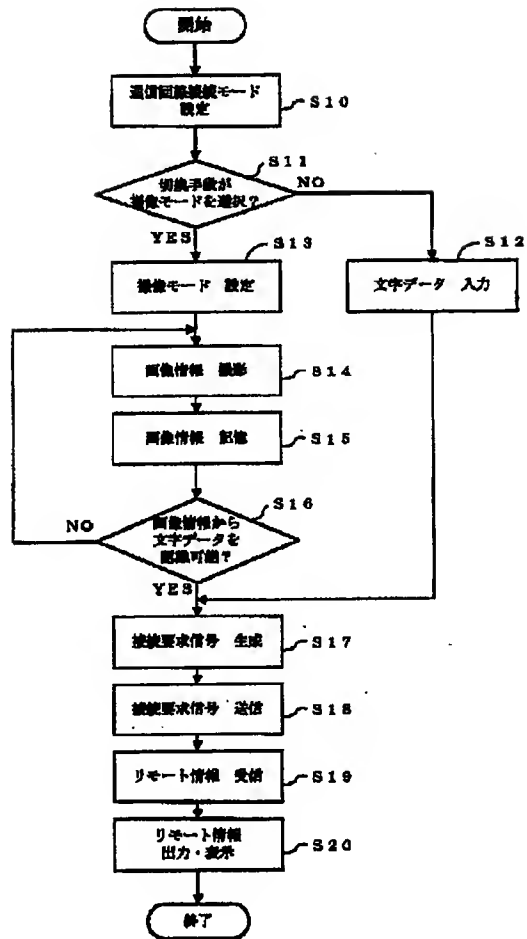 開始
通信回線接続モード
設定
S10
S11
切換手段が
撮像モードを選択?
NO
YES
S13
S12
撮像モード 設定
文字データ 入力
画像情報 撮影
S14
画像情報 記憶
S15
S16
NO
画像情報から
文字データを
認識可能?
YES
接続要求信号 生成
S17
接続要求信号 送信
S18
リモート情報 受信
S19
リモート情報
出力・表示
S20
終了